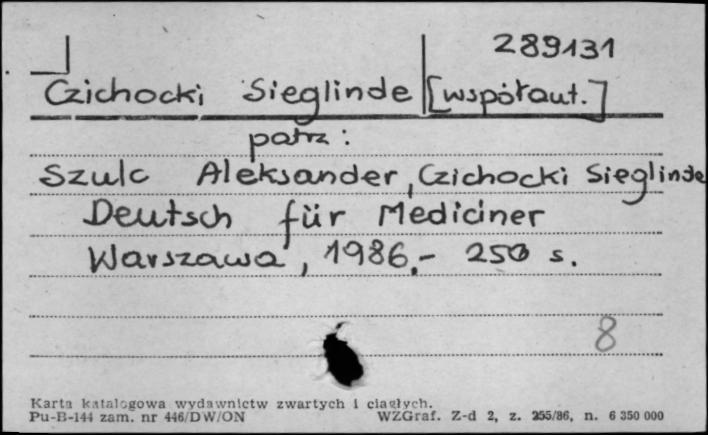 289131
Czichocki Sieglinde [współaut.]
patrz:
Szulc Aleksander, Czichocki Sieglinde
Deutsch für Mediciner
Warszawa, 1986.- 250 s.
8
Karta katalogowa wydawnictw zwartych i ciągłych.
Pu-B-144 zam. nr 446/DW/ON WZGraf. Z-d 2, z. 255/86, n. 6 350 000